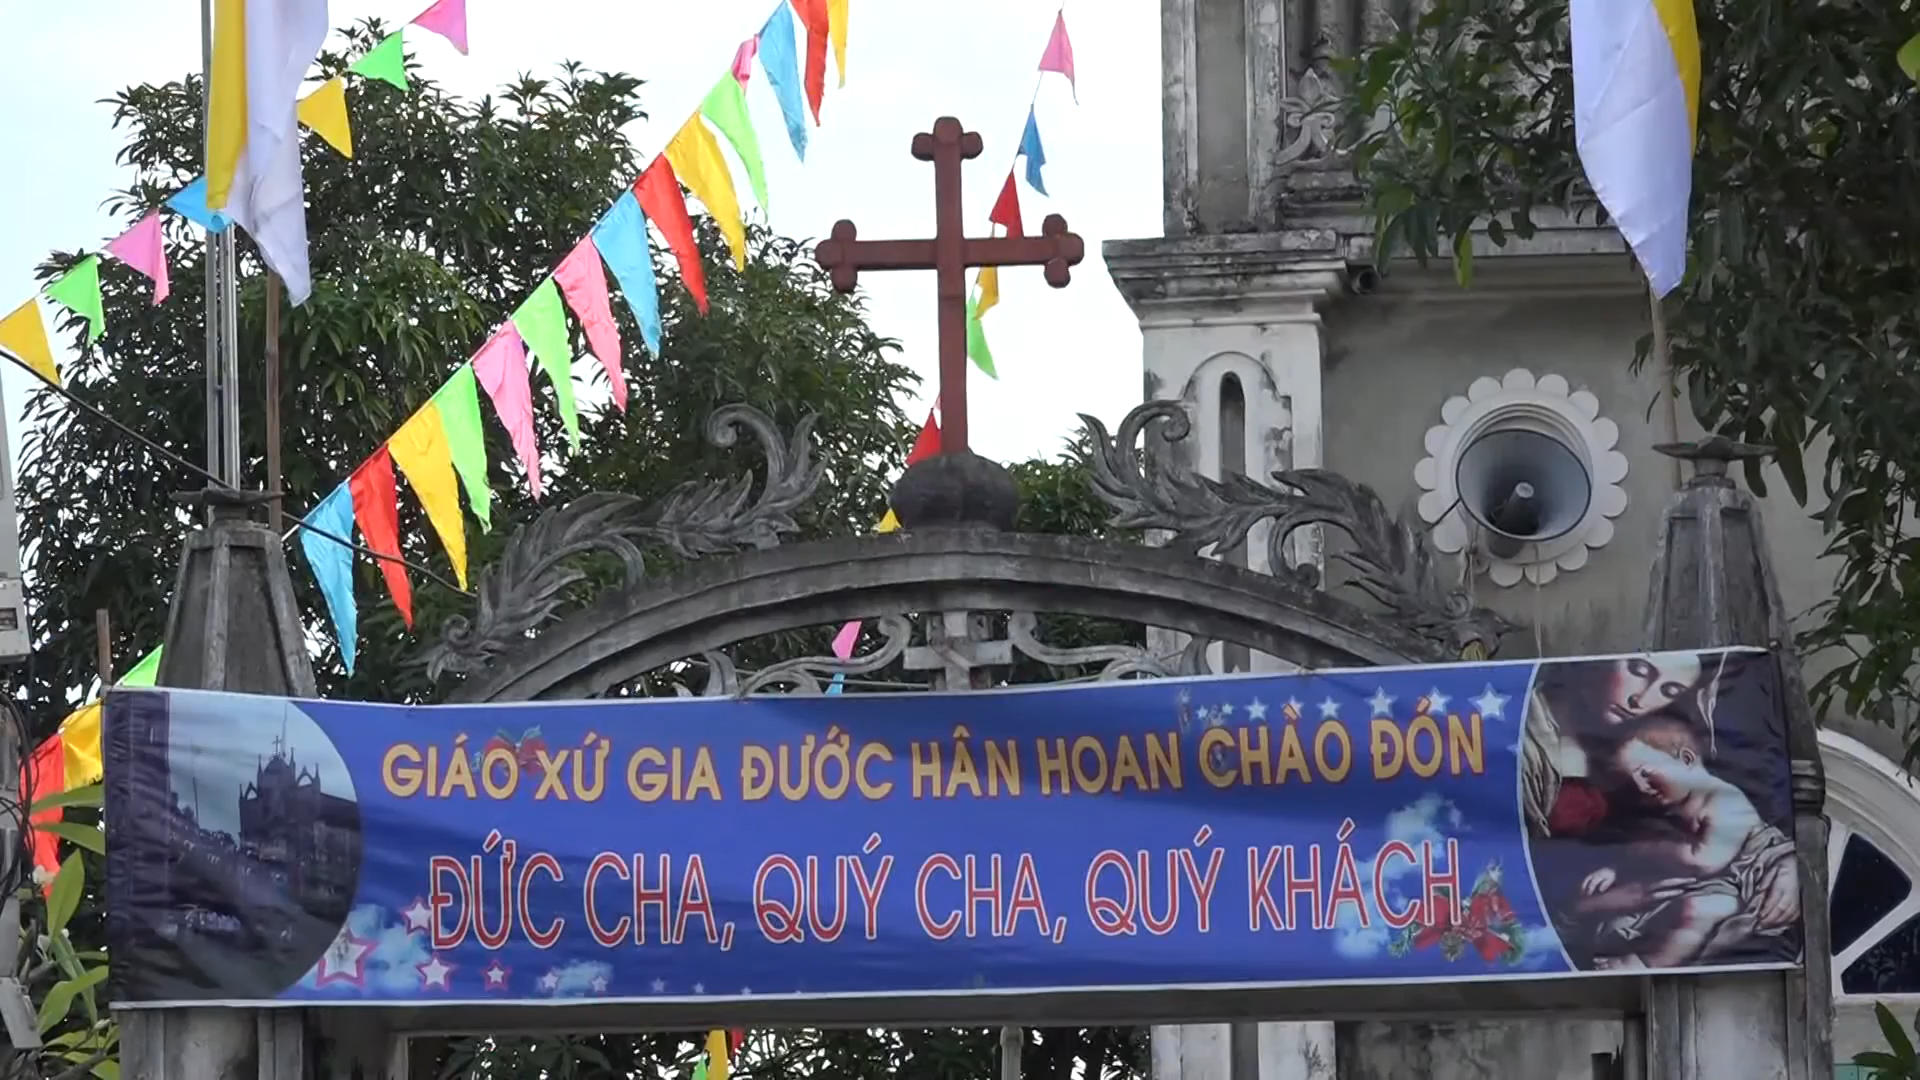 GIÁO XỨ GIA ĐƯỚC HÂN HOAN CHÀO ĐÓN
ĐỨC CHA, QUÝ CHA, QUÝ KHÁCH